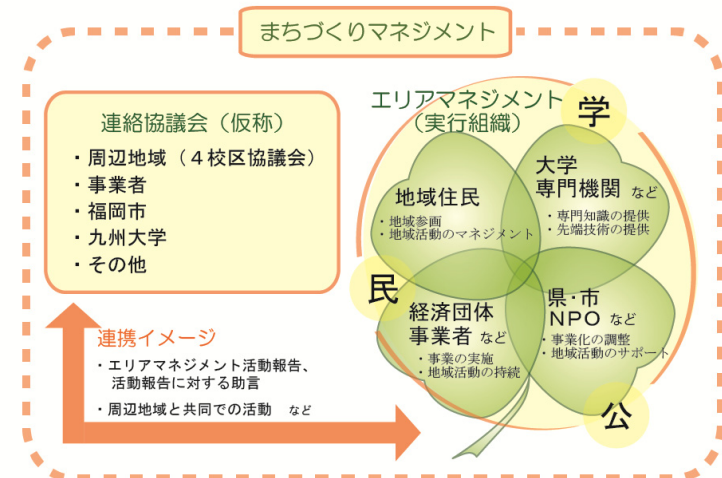 まちづくりマネジメント
連絡協議会（仮称）
・周辺地域（４校区協議会）
・事業者
・福岡市
・九州大学
・その他
エリアマネジメント
（実行組織）
学
大学
専門機関 など
・専門知識の提供
・先端技術の提供
地域住民
・地域参画
・地域活動のマネジメント
民
経済団体
事業者 など
・事業の実施
・地域活動の持続
県・市
NPO など
・事業化の調整
・地域活動のサポート
公
連携イメージ
・エリアマネジメント活動報告、
活動報告に対する助言
・周辺地域と共同での活動 など